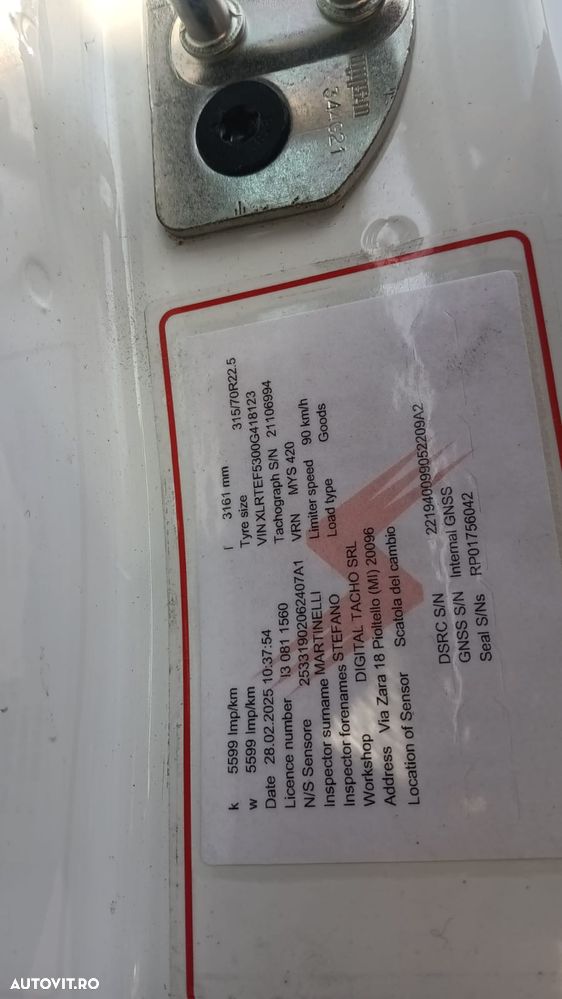 344G21
k 5599 Imp/km l 3161 mm
w 5599 Imp/km Tyre size 315/70R22.5
Date 28.02.2025 10:37:54 VIN XLRTEF5300G418123
Licence number I3 081 1560 Tachograph S/N 21106994
N/S Sensore 25331902062407A1 VRN MYS 420
Inspector surname MARTINELLI Limiter speed 90 km/h
Inspector forenames STEFANO Load type Goods
Workshop DIGITAL TACHO SRL
Address Via Zara 18 Pioltello (MI) 20096
Location of Sensor Scatola del cambio
DSRC S/N 221940099052209A2
GNSS S/N Internal GNSS
Seal S/Ns RP01756042
AUTOVIT.RO